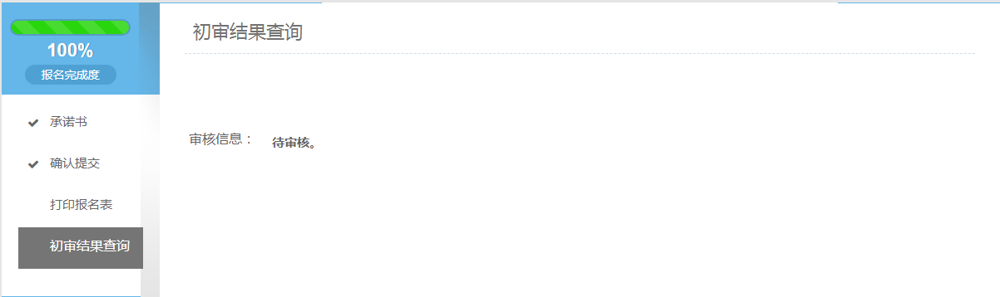 100%
报名完成度
承诺书
确认提交
打印报名表
初审结果查询
初审结果查询
审核信息：
待审核。